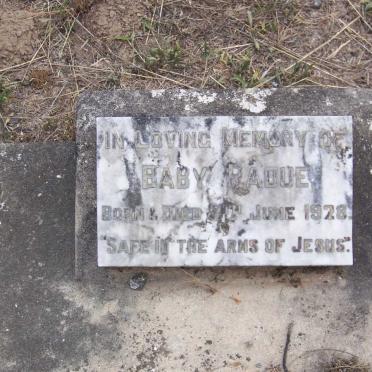 IN LOVING MEMORY OF
BABY RADUE
BORN & DIED JUNE 1928
"SAFE IN THE ARMS OF JESUS".